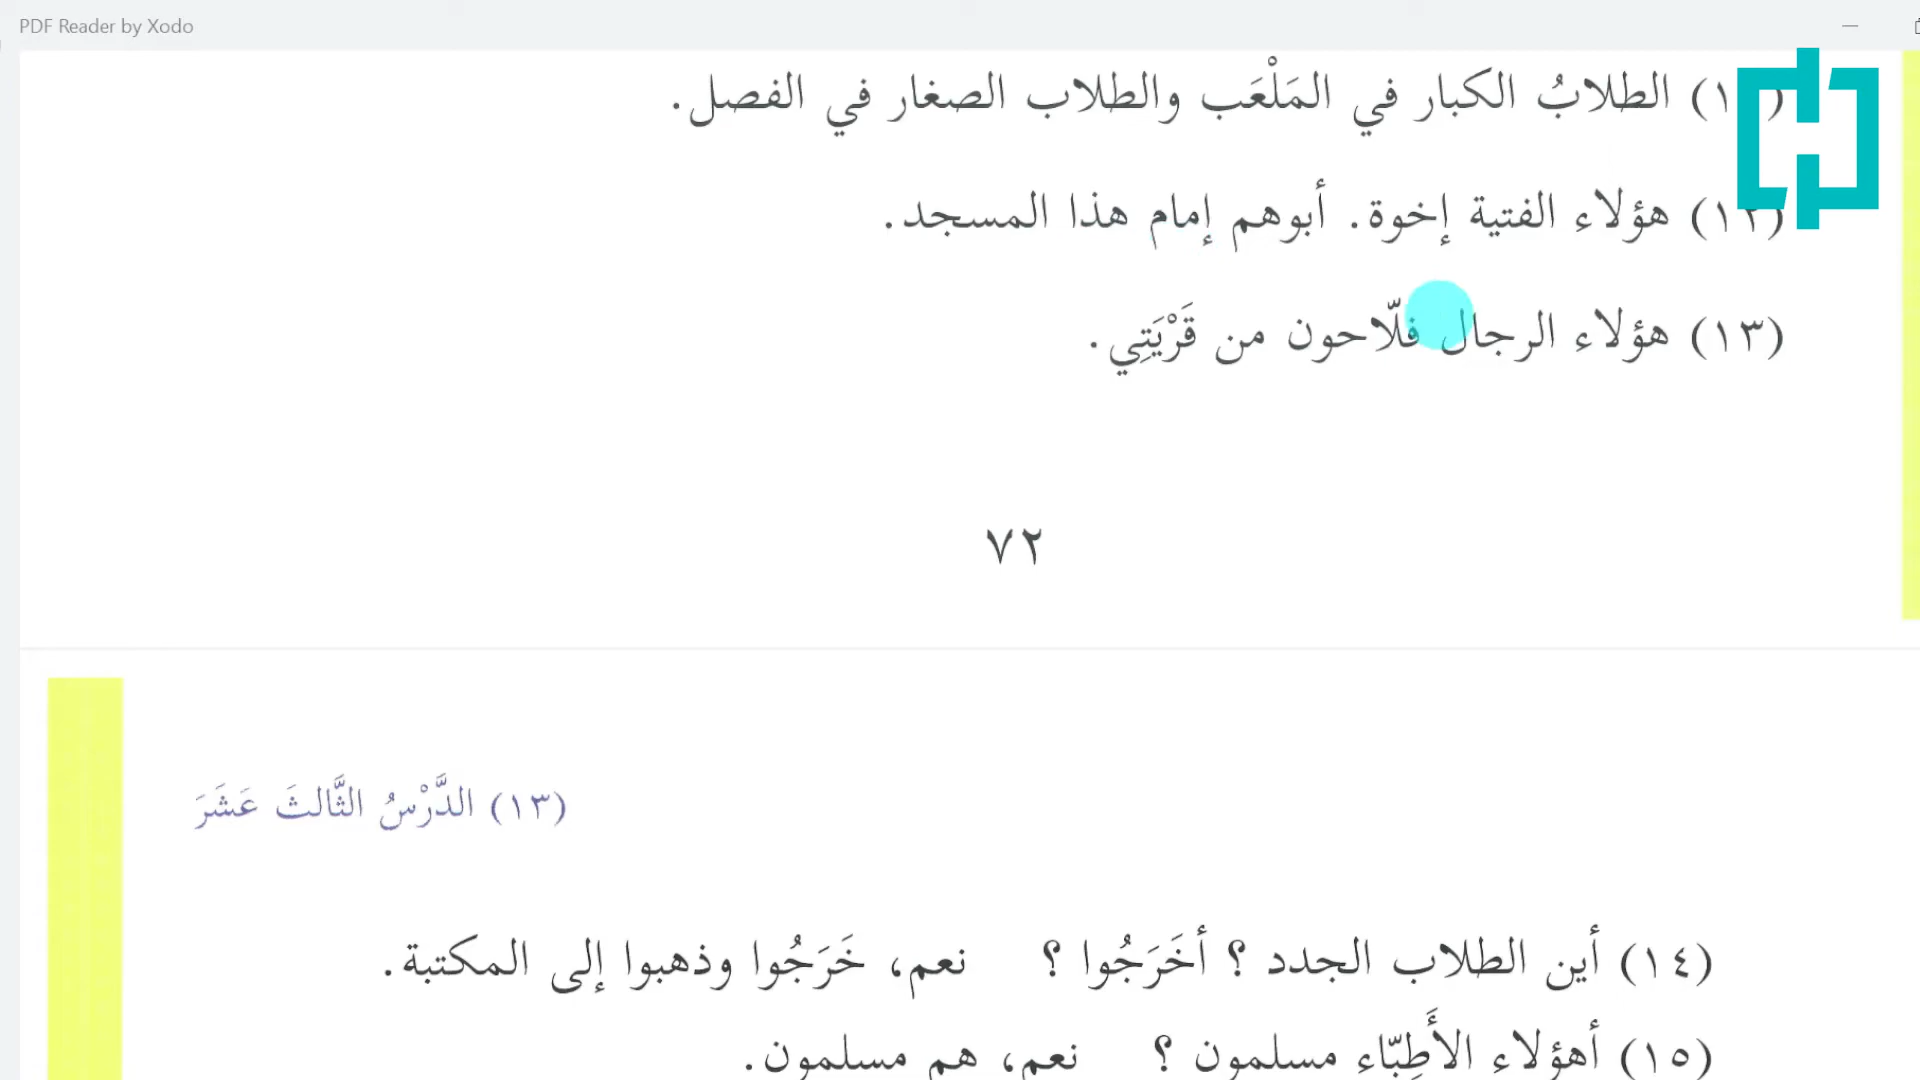 PDF Reader by Xodo
الطلابُ الكبار في المَلْعَب والطلاب الصغار في الفصل.
(١٢) هؤلاء الفتية إخوة. أبوهم إمام هذا المسجد.
(١٣) هؤلاء الرجال فلّاحون من قَرْيَتِي.
٧٢
(١٣) الدَّرْسُ الثَّالثَ عَشَرَ
(١٤) أين الطلاب الجدد ؟ أخَرَجُوا ؟ نعم، خَرَجُوا وذهبوا إلى المكتبة.
(١٥) أهؤلاء الأَطِبّاء مسلمون ؟ نعم، هم مسلمون.